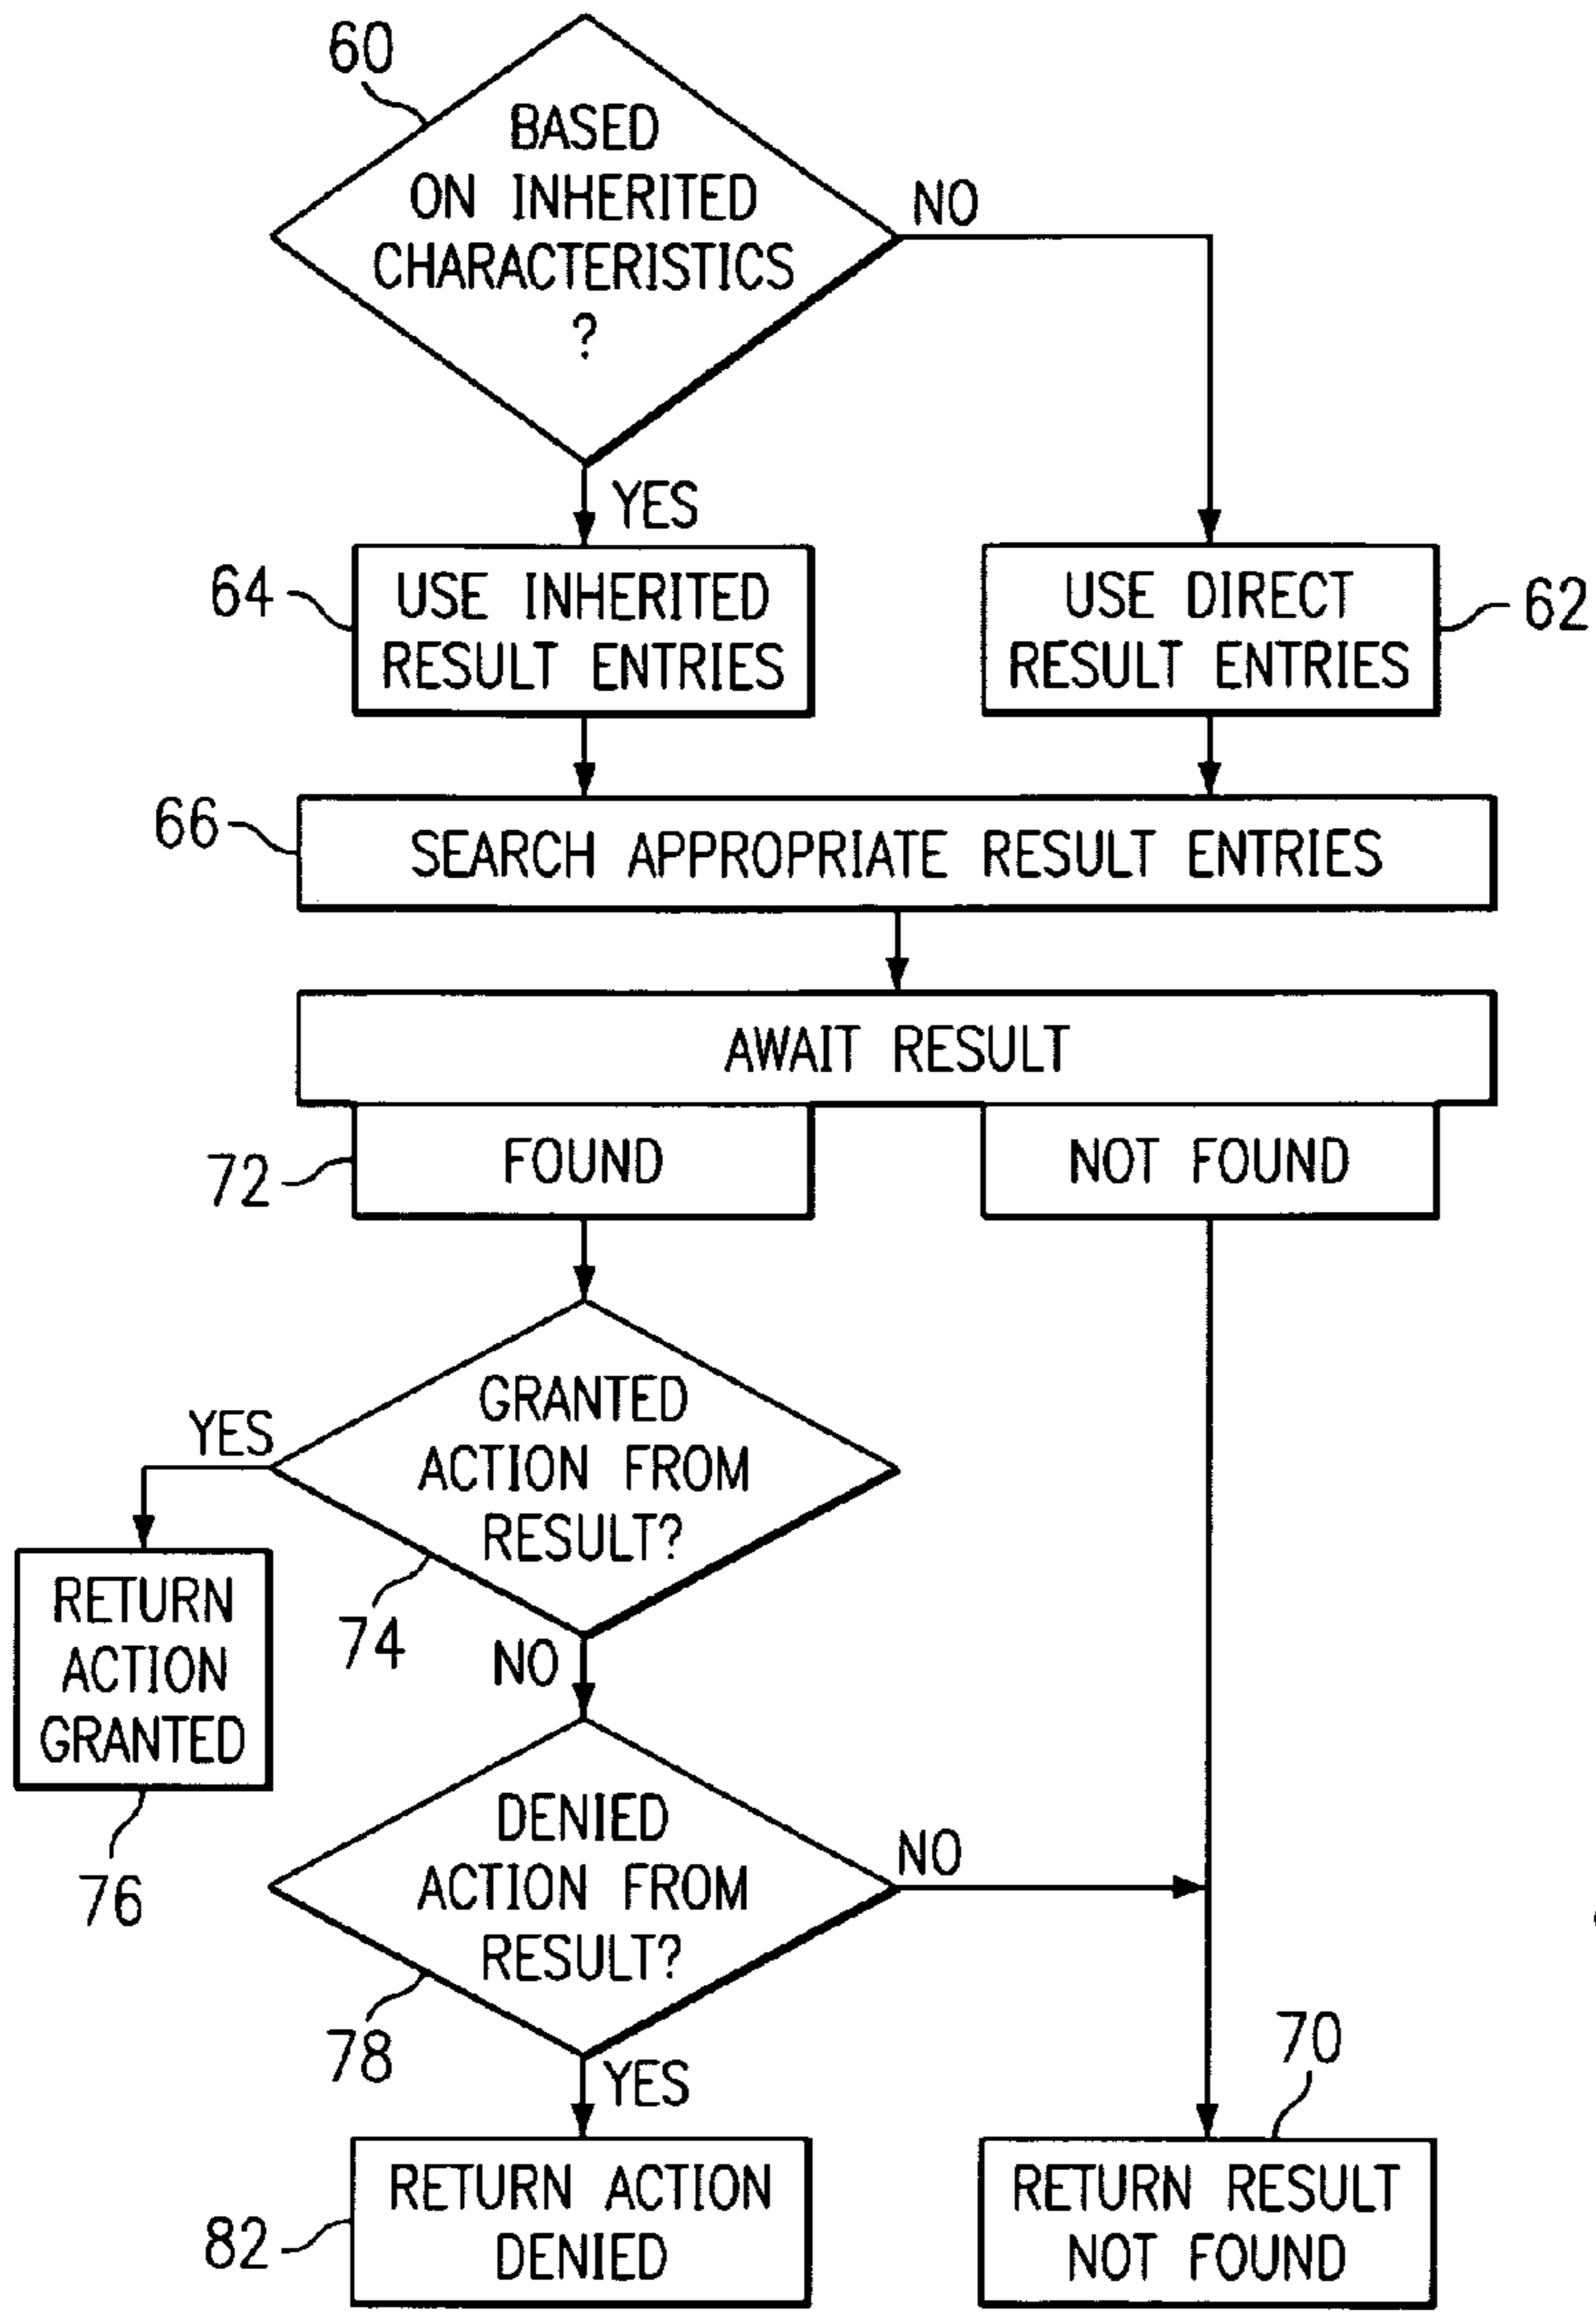 60
BASED
ON INHERITED
CHARACTERISTICS
?
NO
YES
64
USE INHERITED
RESULT ENTRIES
USE DIRECT
RESULT ENTRIES
62
66
SEARCH APPROPRIATE RESULT ENTRIES
AWAIT RESULT
72
FOUND
NOT FOUND
GRANTED
ACTION FROM
RESULT?
YES
74
NO
RETURN
ACTION
GRANTED
76
DENIED
ACTION FROM
RESULT?
NO
78
YES
70
82
RETURN ACTION
DENIED
RETURN RESULT
NOT FOUND